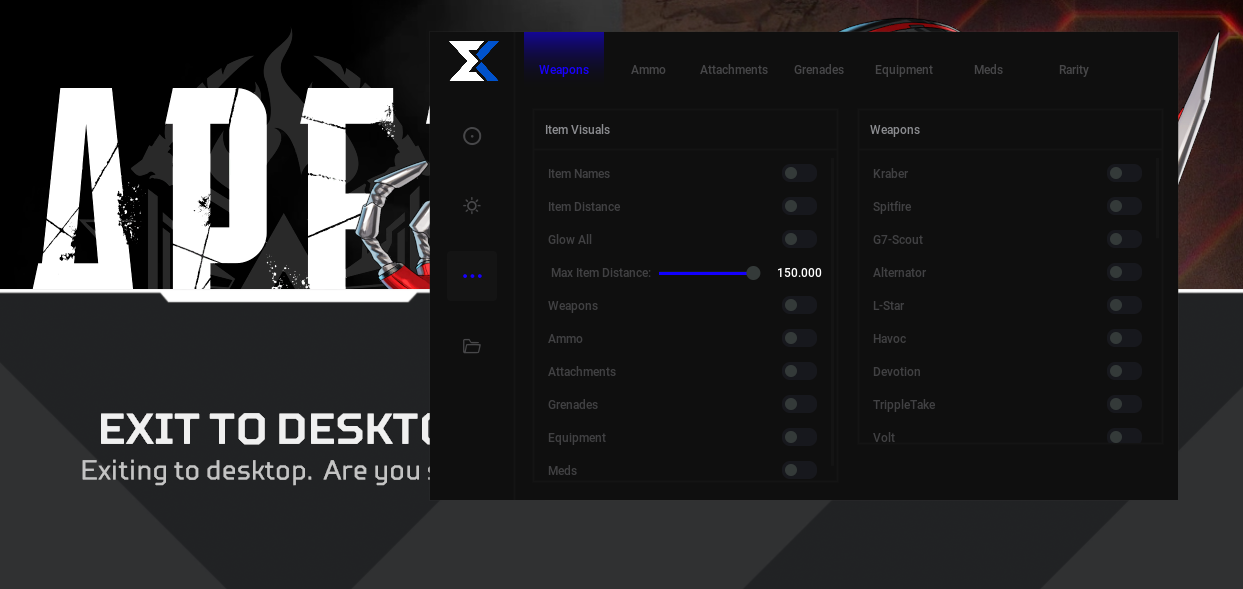 APE
Weapons Ammo Attachments Grenades Equipment Meds Rarity
Item Visuals
Item Names
Item Distance
Glow All
Max Item Distance: 150.000
Weapons
Ammo
Attachments
Grenades
Equipment
Meds
Weapons
Kraber
Spitfire
G7-Scout
Alternator
L-Star
Havoc
Devotion
TrippleTake
Volt
EXIT TO DESKTO
Exiting to desktop. Are you s